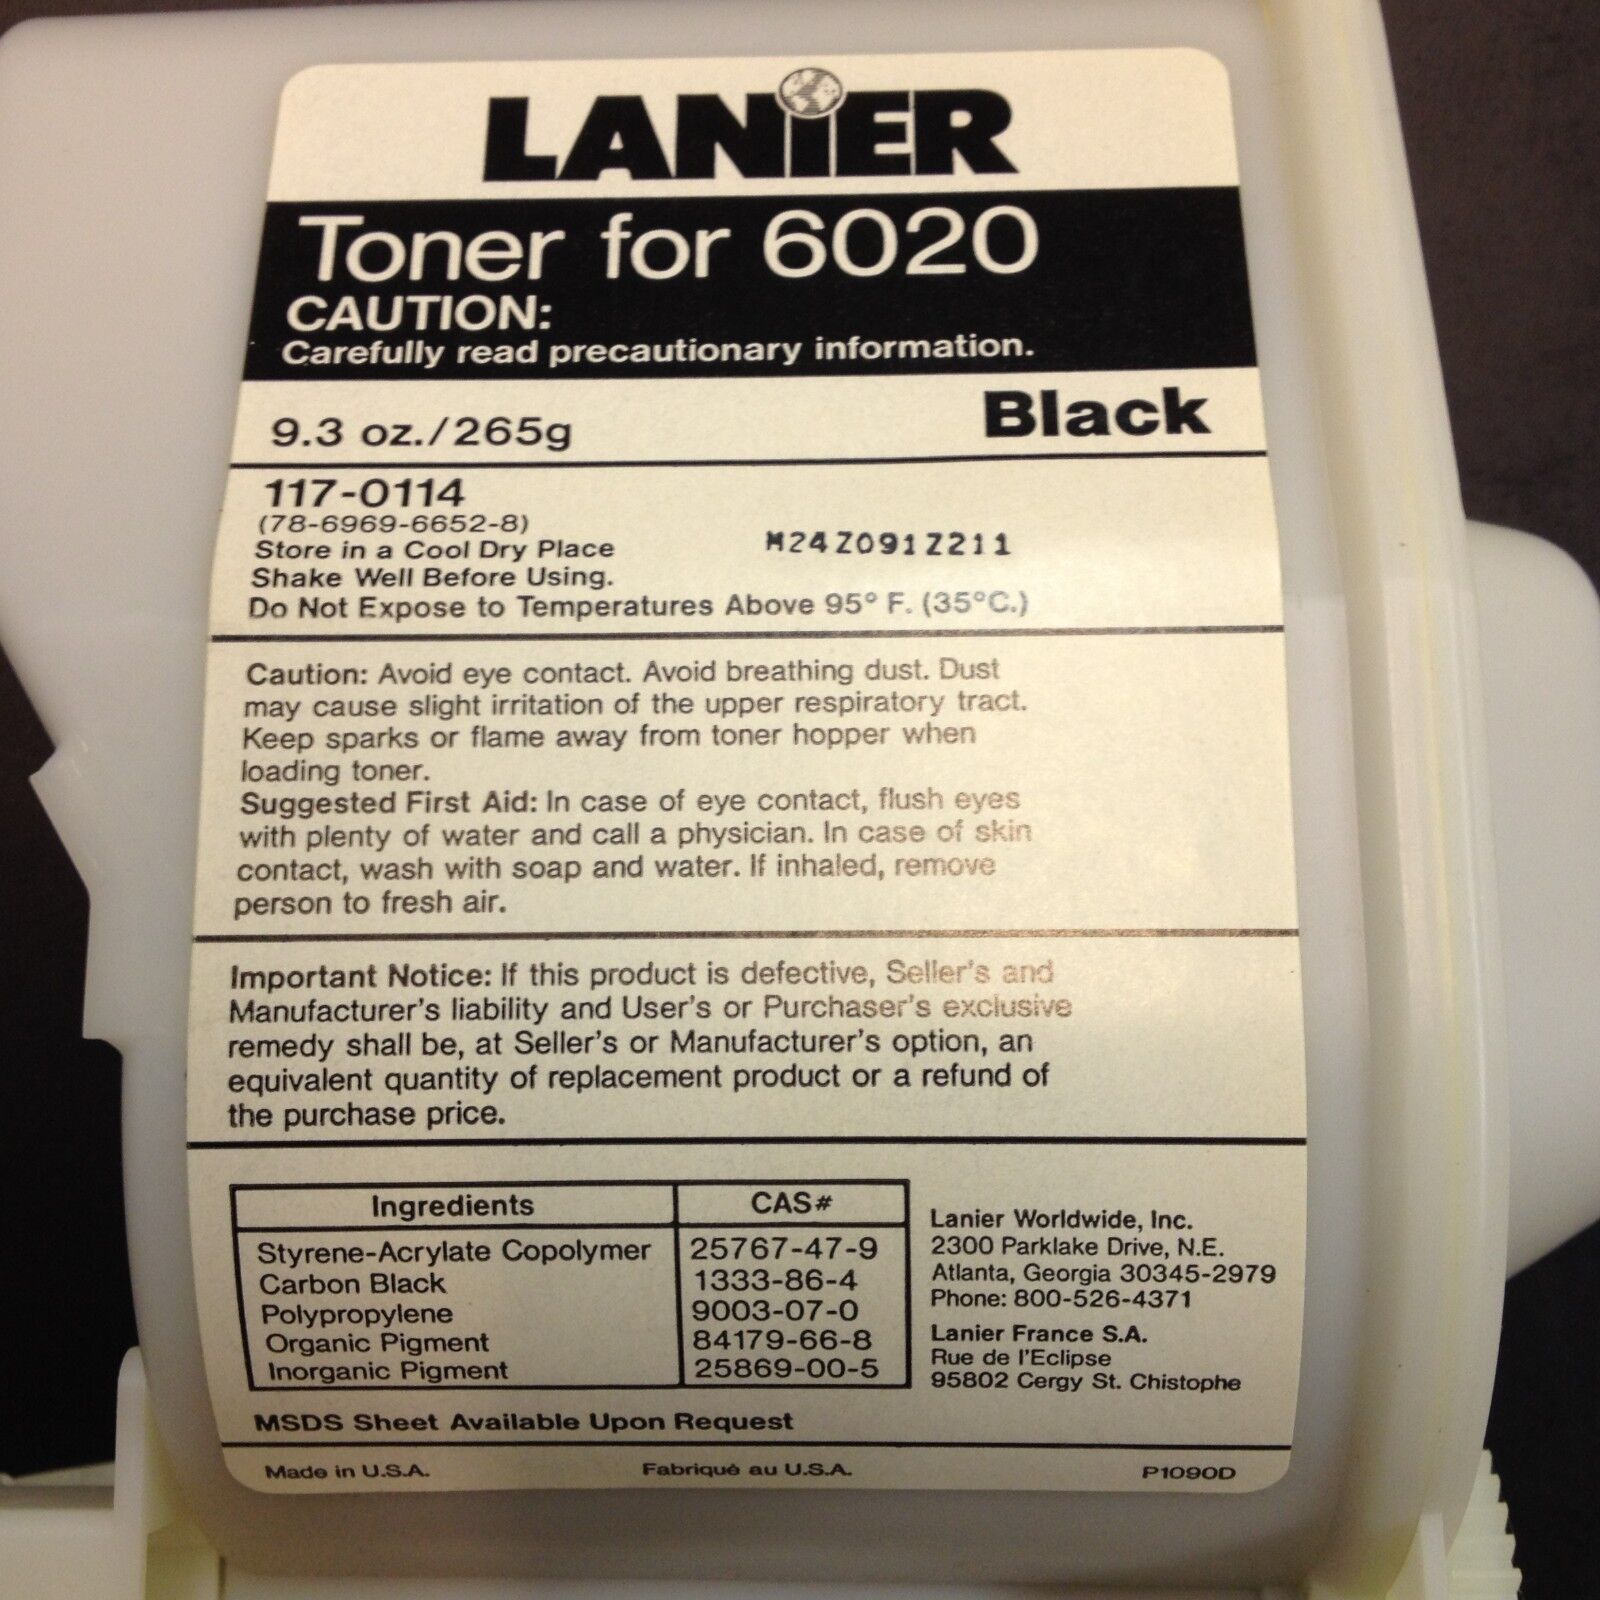 LANiER
Toner for 6020
CAUTION:
Carefully read precautionary information.
9.3 oz./265g
Black
117-0114
(78-6969-6652-8)
Store in a Cool Dry Place
M24Z091Z211
Shake Well Before Using.
Do Not Expose to Temperatures Above 95° F. (35°C.)
Caution: Avoid eye contact. Avoid breathing dust. Dust
may cause slight irritation of the upper respiratory tract.
Keep sparks or flame away from toner hopper when
loading toner.
Suggested First Aid: In case of eye contact, flush eyes
with plenty of water and call a physician. In case of skin
contact, wash with soap and water. If inhaled, remove
person to fresh air.
Important Notice: If this product is defective, Seller's and
Manufacturer's liability and User's or Purchaser's exclusive
remedy shall be, at Seller's or Manufacturer's option, an
equivalent quantity of replacement product or a refund of
the purchase price.
Ingredients CAS#
Styrene-Acrylate Copolymer 25767-47-9
Carbon Black 1333-86-4
Polypropylene 9003-07-0
Organic Pigment 84179-66-8
Inorganic Pigment 25869-00-5
Lanier Worldwide, Inc.
2300 Parklake Drive, N.E.
Atlanta, Georgia 30345-2979
Phone: 800-526-4371
Lanier France S.A.
Rue de l'Eclipse
95802 Cergy St. Chistophe
MSDS Sheet Available Upon Request
Made in U.S.A.
Fabriqué au U.S.A.
P1090D